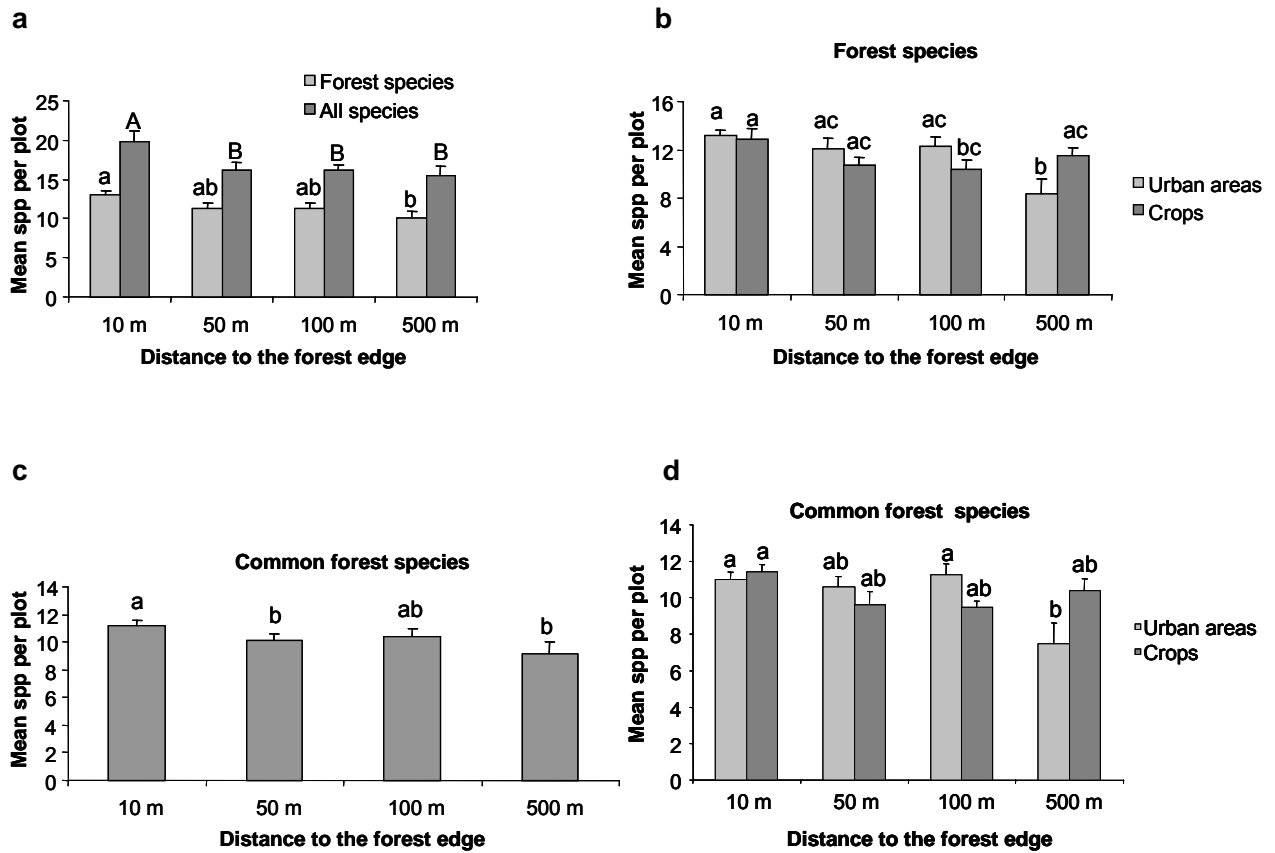 a
Forest species
All species
Mean spp per plot
25
20
15
10
5
0
a
A
ab
B
ab
B
b
B
10 m
50 m
100 m
500 m
Distance to the forest edge
b
Forest species
Mean spp per plot
16
12
8
4
0
a
a
ac
ac
ac
bc
b
ac
10 m
50 m
100 m
500 m
Distance to the forest edge
Urban areas
Crops
c
Common forest species
Mean spp per plot
14
12
10
8
6
4
2
0
a
b
ab
b
10 m
50 m
100 m
500 m
Distance to the forest edge
d
Common forest species
Mean spp per plot
14
12
10
8
6
4
2
0
a
a
ab
ab
a
ab
b
ab
10 m
50 m
100 m
500 m
Distance to the forest edge
Urban areas
Crops